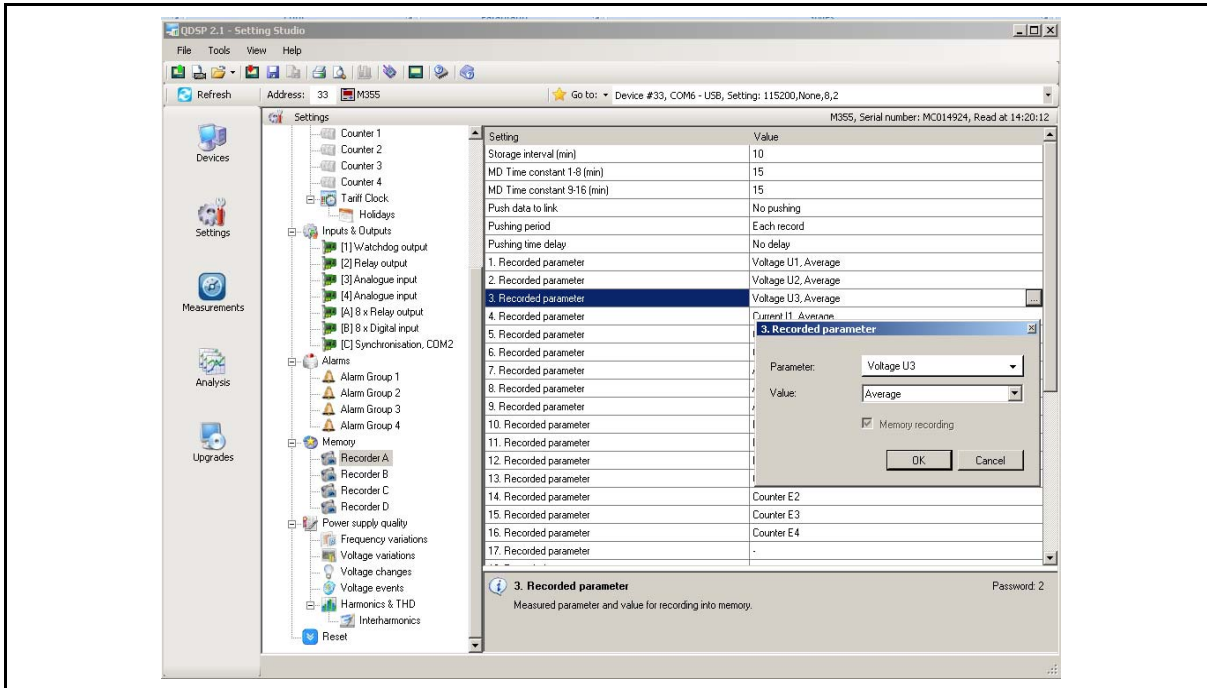 QDSP 2.1 - Setting Studio
File Tools View Help
Refresh Address: 33 M355 Go to: Device #33, COM6 - USB, Setting: 115200,None,8,2
Settings M355, Serial number: MC014924, Read at 14:20:12
Devices
Settings
Measurements
Analysis
Upgrades
Counter 1
Counter 2
Counter 3
Counter 4
Tariff Clock
Holidays
Inputs & Outputs
[1] Watchdog output
[2] Relay output
[3] Analogue input
[4] Analogue input
[A] 8 x Relay output
[B] 8 x Digital input
[C] Synchronisation, COM2
Alarms
Alarm Group 1
Alarm Group 2
Alarm Group 3
Alarm Group 4
Memory
Recorder A
Recorder B
Recorder C
Recorder D
Power supply quality
Frequency variations
Voltage variations
Voltage changes
Voltage events
Harmonics & THD
Interharmonics
Reset
Setting Value
Storage interval (min) 10
MD Time constant 1-8 (min) 15
MD Time constant 9-16 (min) 15
Push data to link No pushing
Pushing period Each record
Pushing time delay No delay
1. Recorded parameter Voltage U1, Average
2. Recorded parameter Voltage U2, Average
3. Recorded parameter Voltage U3, Average ...
4. Recorded parameter Current I1, Average
5. Recorded parameter
6. Recorded parameter
7. Recorded parameter
8. Recorded parameter
9. Recorded parameter
10. Recorded parameter
11. Recorded parameter
12. Recorded parameter
13. Recorded parameter
14. Recorded parameter Counter E2
15. Recorded parameter Counter E3
16. Recorded parameter Counter E4
17. Recorded parameter -
3. Recorded parameter
Parameter: Voltage U3
Value: Average
Memory recording
OK Cancel
3. Recorded parameter Password: 2
Measured parameter and value for recording into memory.